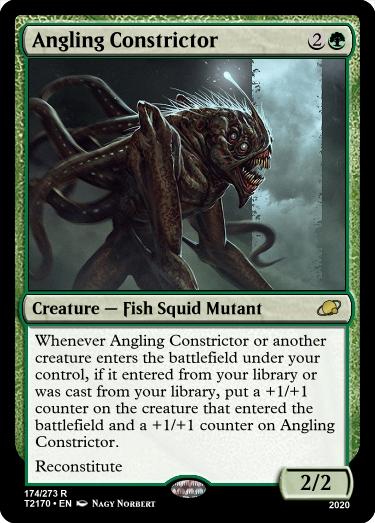 Angling Constrictor 2
Creature — Fish Squid Mutant
Whenever Angling Constrictor or another
creature enters the battlefield under your
control, if it entered from your library or
was cast from your library, put a +1/+1
counter on the creature that entered the
battlefield and a +1/+1 counter on Angling
Constrictor.
Reconstitute
2/2
174/273 R
T2170 • EN Nagy Norbert
2020